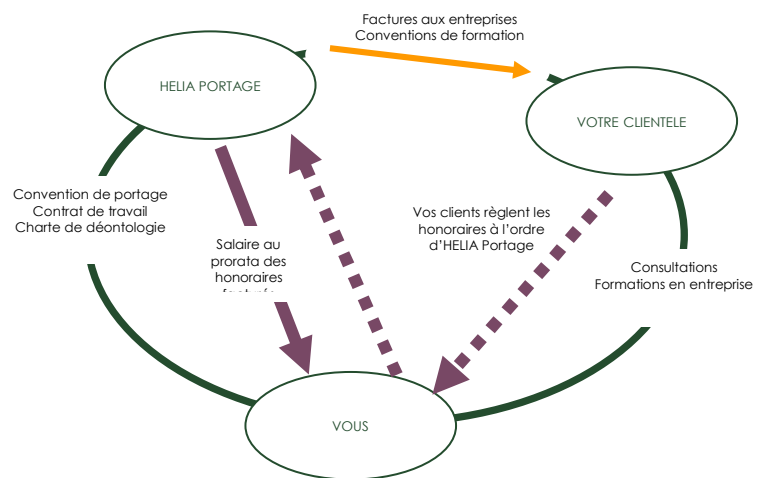 Factures aux entreprises
Conventions de formation
HELIA PORTAGE
VOTRE CLIENTELE
Convention de portage
Contrat de travail
Charte de déontologie
Salaire au
prorata des
honoraires
Vos clients règlent les
honoraires à l'ordre
d'HELIA Portage
Consultations
Formations en entreprise
VOUS